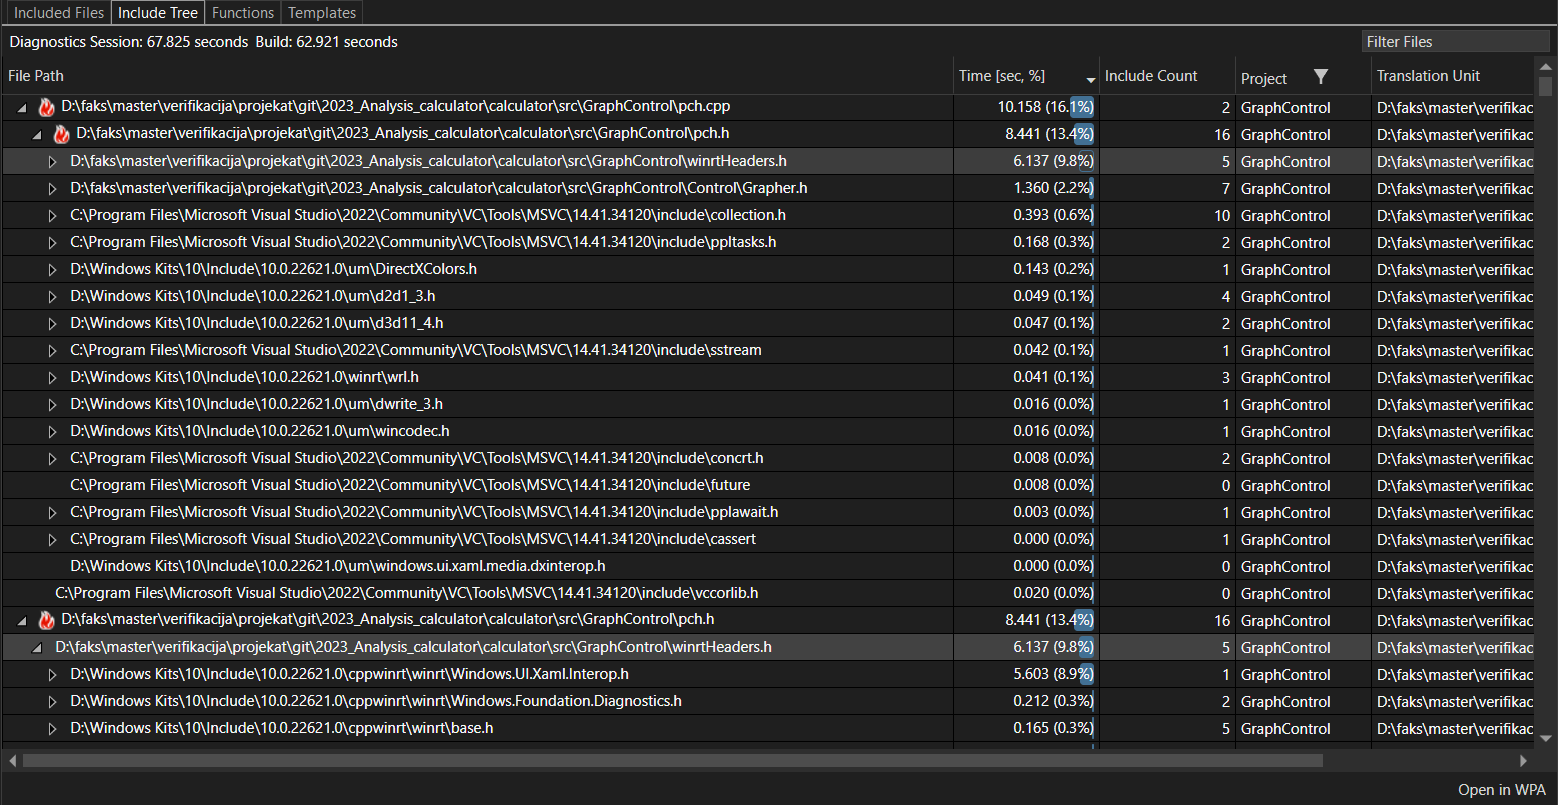 Included Files Include Tree Functions Templates
Diagnostics Session: 67.825 seconds Build: 62.921 seconds Filter Files
File Path Time [sec, %] Include Count Project Translation Unit
D:\faks\master\verifikacija\projekat\git\2023_Analysis_calculator\calculator\src\GraphControl\pch.cpp 10.158 (16.1%) 2 GraphControl D:\faks\master\verifikac
D:\faks\master\verifikacija\projekat\git\2023_Analysis_calculator\calculator\src\GraphControl\pch.h 8.441 (13.4%) 16 GraphControl D:\faks\master\verifikac
D:\faks\master\verifikacija\projekat\git\2023_Analysis_calculator\calculator\src\GraphControl\winrtHeaders.h 6.137 (9.8%) 5 GraphControl D:\faks\master\verifikac
D:\faks\master\verifikacija\projekat\git\2023_Analysis_calculator\calculator\src\GraphControl\Control\Grapher.h 1.360 (2.2%) 7 GraphControl D:\faks\master\verifikac
C:\Program Files\Microsoft Visual Studio\2022\Community\VC\Tools\MSVC\14.41.34120\include\collection.h 0.393 (0.6%) 10 GraphControl D:\faks\master\verifikac
C:\Program Files\Microsoft Visual Studio\2022\Community\VC\Tools\MSVC\14.41.34120\include\ppltasks.h 0.168 (0.3%) 2 GraphControl D:\faks\master\verifikac
D:\Windows Kits\10\Include\10.0.22621.0\um\DirectXColors.h 0.143 (0.2%) 1 GraphControl D:\faks\master\verifikac
D:\Windows Kits\10\Include\10.0.22621.0\um\d2d1_3.h 0.049 (0.1%) 4 GraphControl D:\faks\master\verifikac
D:\Windows Kits\10\Include\10.0.22621.0\um\d3d11_4.h 0.047 (0.1%) 2 GraphControl D:\faks\master\verifikac
C:\Program Files\Microsoft Visual Studio\2022\Community\VC\Tools\MSVC\14.41.34120\include\sstream 0.042 (0.1%) 1 GraphControl D:\faks\master\verifikac
D:\Windows Kits\10\Include\10.0.22621.0\winrt\wrl.h 0.041 (0.1%) 3 GraphControl D:\faks\master\verifikac
D:\Windows Kits\10\Include\10.0.22621.0\um\dwrite_3.h 0.016 (0.0%) 1 GraphControl D:\faks\master\verifikac
D:\Windows Kits\10\Include\10.0.22621.0\um\wincodec.h 0.016 (0.0%) 1 GraphControl D:\faks\master\verifikac
C:\Program Files\Microsoft Visual Studio\2022\Community\VC\Tools\MSVC\14.41.34120\include\concrt.h 0.008 (0.0%) 2 GraphControl D:\faks\master\verifikac
C:\Program Files\Microsoft Visual Studio\2022\Community\VC\Tools\MSVC\14.41.34120\include\future 0.008 (0.0%) 0 GraphControl D:\faks\master\verifikac
C:\Program Files\Microsoft Visual Studio\2022\Community\VC\Tools\MSVC\14.41.34120\include\pplawait.h 0.003 (0.0%) 1 GraphControl D:\faks\master\verifikac
C:\Program Files\Microsoft Visual Studio\2022\Community\VC\Tools\MSVC\14.41.34120\include\cassert 0.000 (0.0%) 1 GraphControl D:\faks\master\verifikac
D:\Windows Kits\10\Include\10.0.22621.0\um\windows.ui.xaml.media.dxinterop.h 0.000 (0.0%) 0 GraphControl D:\faks\master\verifikac
C:\Program Files\Microsoft Visual Studio\2022\Community\VC\Tools\MSVC\14.41.34120\include\vccorlib.h 0.020 (0.0%) 0 GraphControl D:\faks\master\verifikac
D:\faks\master\verifikacija\projekat\git\2023_Analysis_calculator\calculator\src\GraphControl\pch.h 8.441 (13.4%) 16 GraphControl D:\faks\master\verifikac
D:\faks\master\verifikacija\projekat\git\2023_Analysis_calculator\calculator\src\GraphControl\winrtHeaders.h 6.137 (9.8%) 5 GraphControl D:\faks\master\verifikac
D:\Windows Kits\10\Include\10.0.22621.0\cppwinrt\winrt\Windows.UI.Xaml.Interop.h 5.603 (8.9%) 1 GraphControl D:\faks\master\verifikac
D:\Windows Kits\10\Include\10.0.22621.0\cppwinrt\winrt\Windows.Foundation.Diagnostics.h 0.212 (0.3%) 2 GraphControl D:\faks\master\verifikac
D:\Windows Kits\10\Include\10.0.22621.0\cppwinrt\winrt\base.h 0.165 (0.3%) 5 GraphControl D:\faks\master\verifikac
Open in WPA